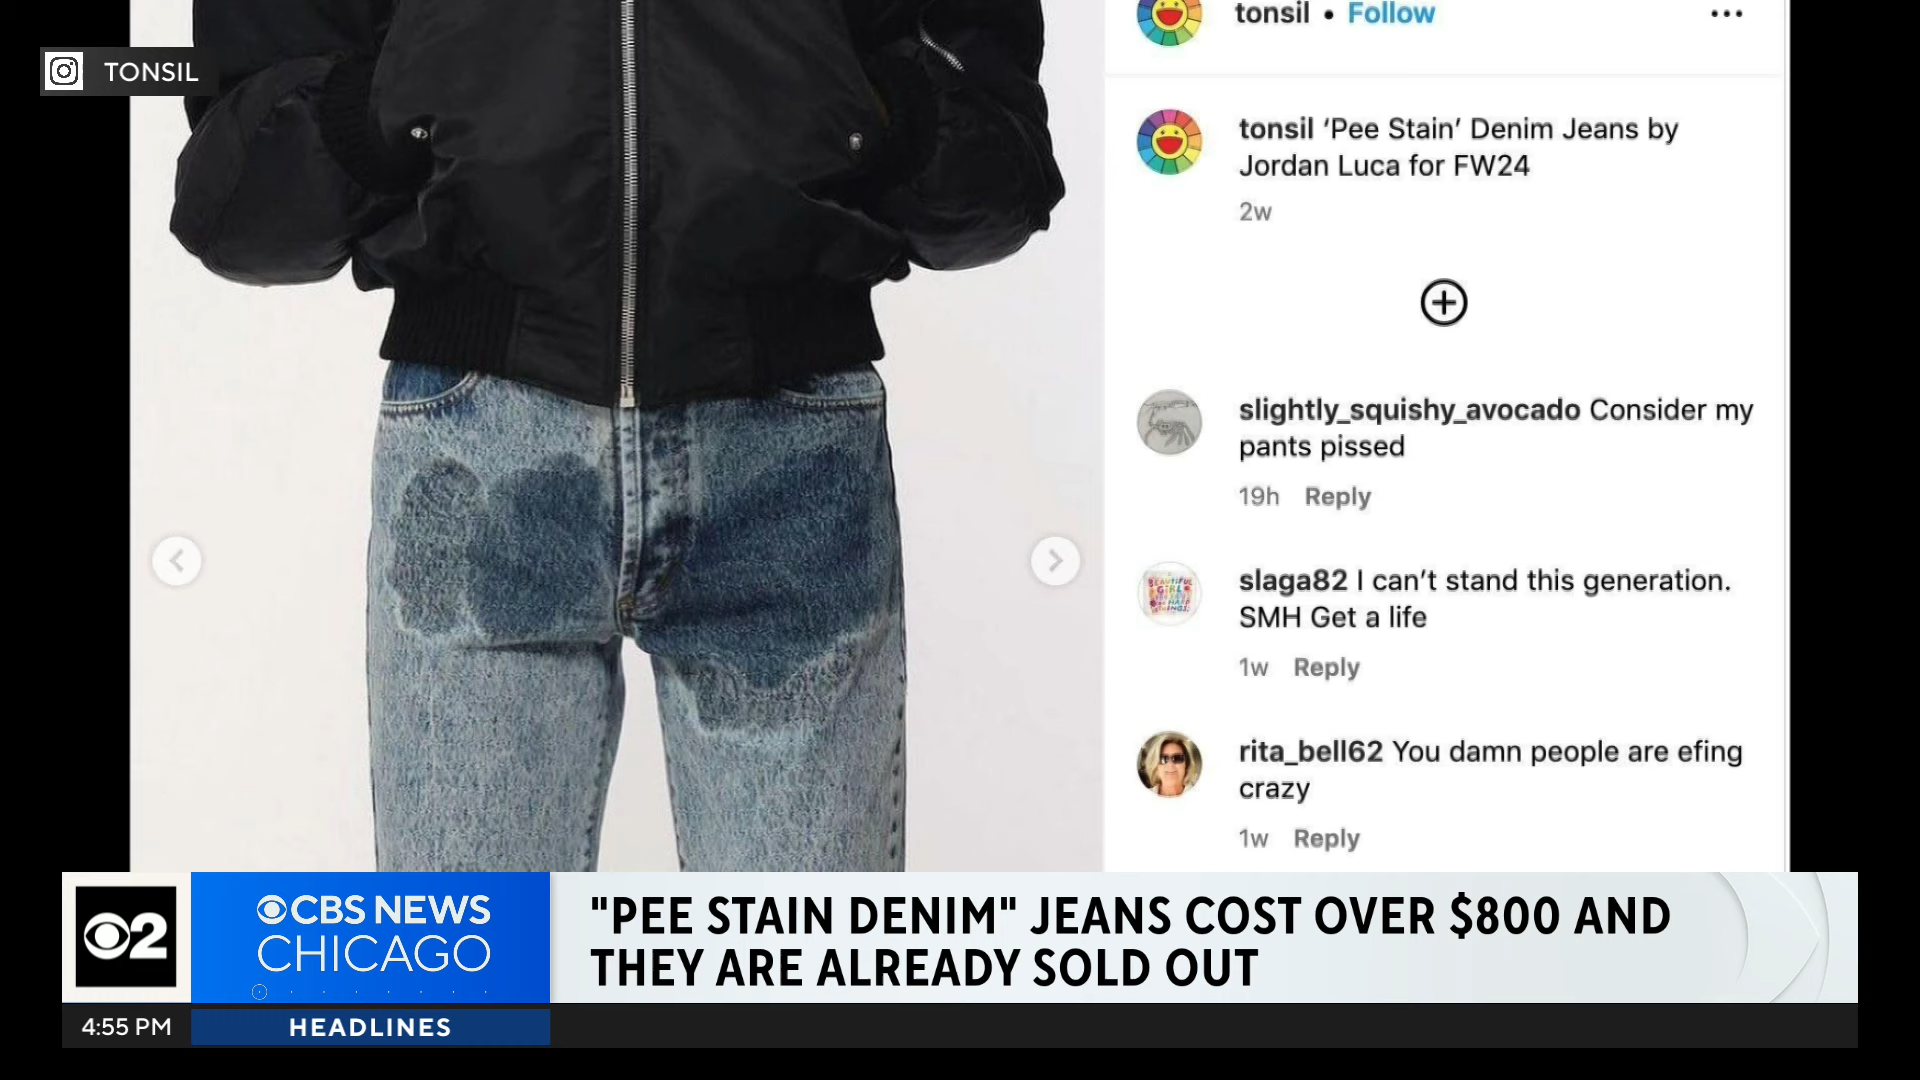 tonsil • Follow
TONSIL
tonsil ‘Pee Stain’ Denim Jeans by
Jordan Luca for FW24
2w
slightly_squishy_avocado Consider my
pants pissed
19h Reply
slaga82 I can’t stand this generation.
SMH Get a life
1w Reply
rita_bell62 You damn people are efing
crazy
1w Reply
2
CBS NEWS
CHICAGO
"PEE STAIN DENIM" JEANS COST OVER $800 AND
THEY ARE ALREADY SOLD OUT
4:55 PM
HEADLINES